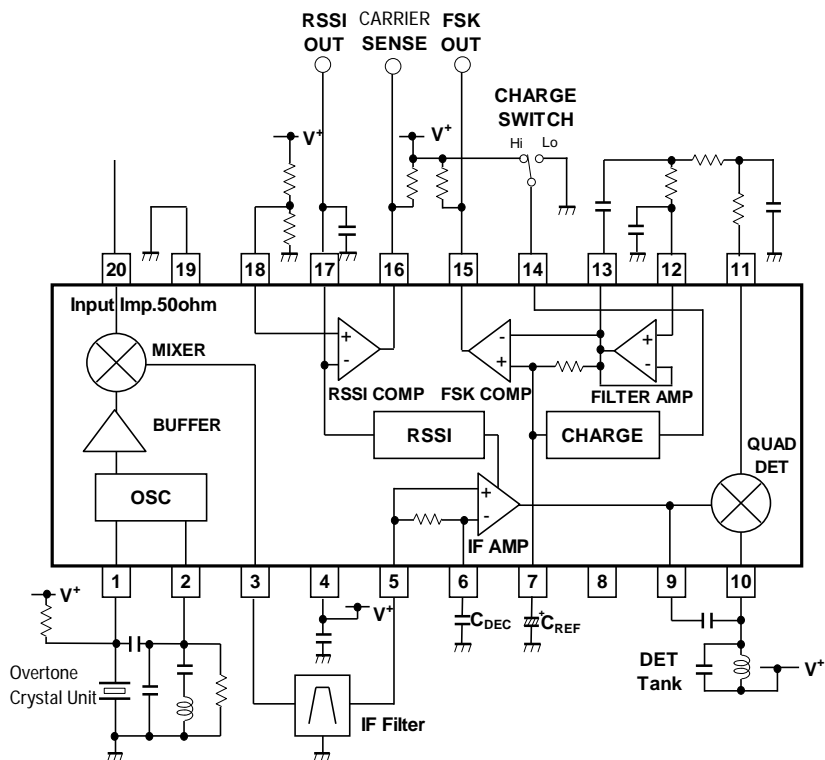 RSSI OUT
CARRIER SENSE
FSK OUT
CHARGE SWITCH
V+
V+
Hi
Lo
20
19
18
17
16
15
14
13
12
11
Input Imp.50ohm
MIXER
+
-
RSSI COMP
-
+
FSK COMP
+
-
FILTER AMP
BUFFER
RSSI
CHARGE
QUAD DET
OSC
+
-
IF AMP
1
2
3
4
5
6
7
8
9
10
V+
V+
CDEC
+
CREF
Overtone
Crystal Unit
IF Filter
DET
Tank
V+